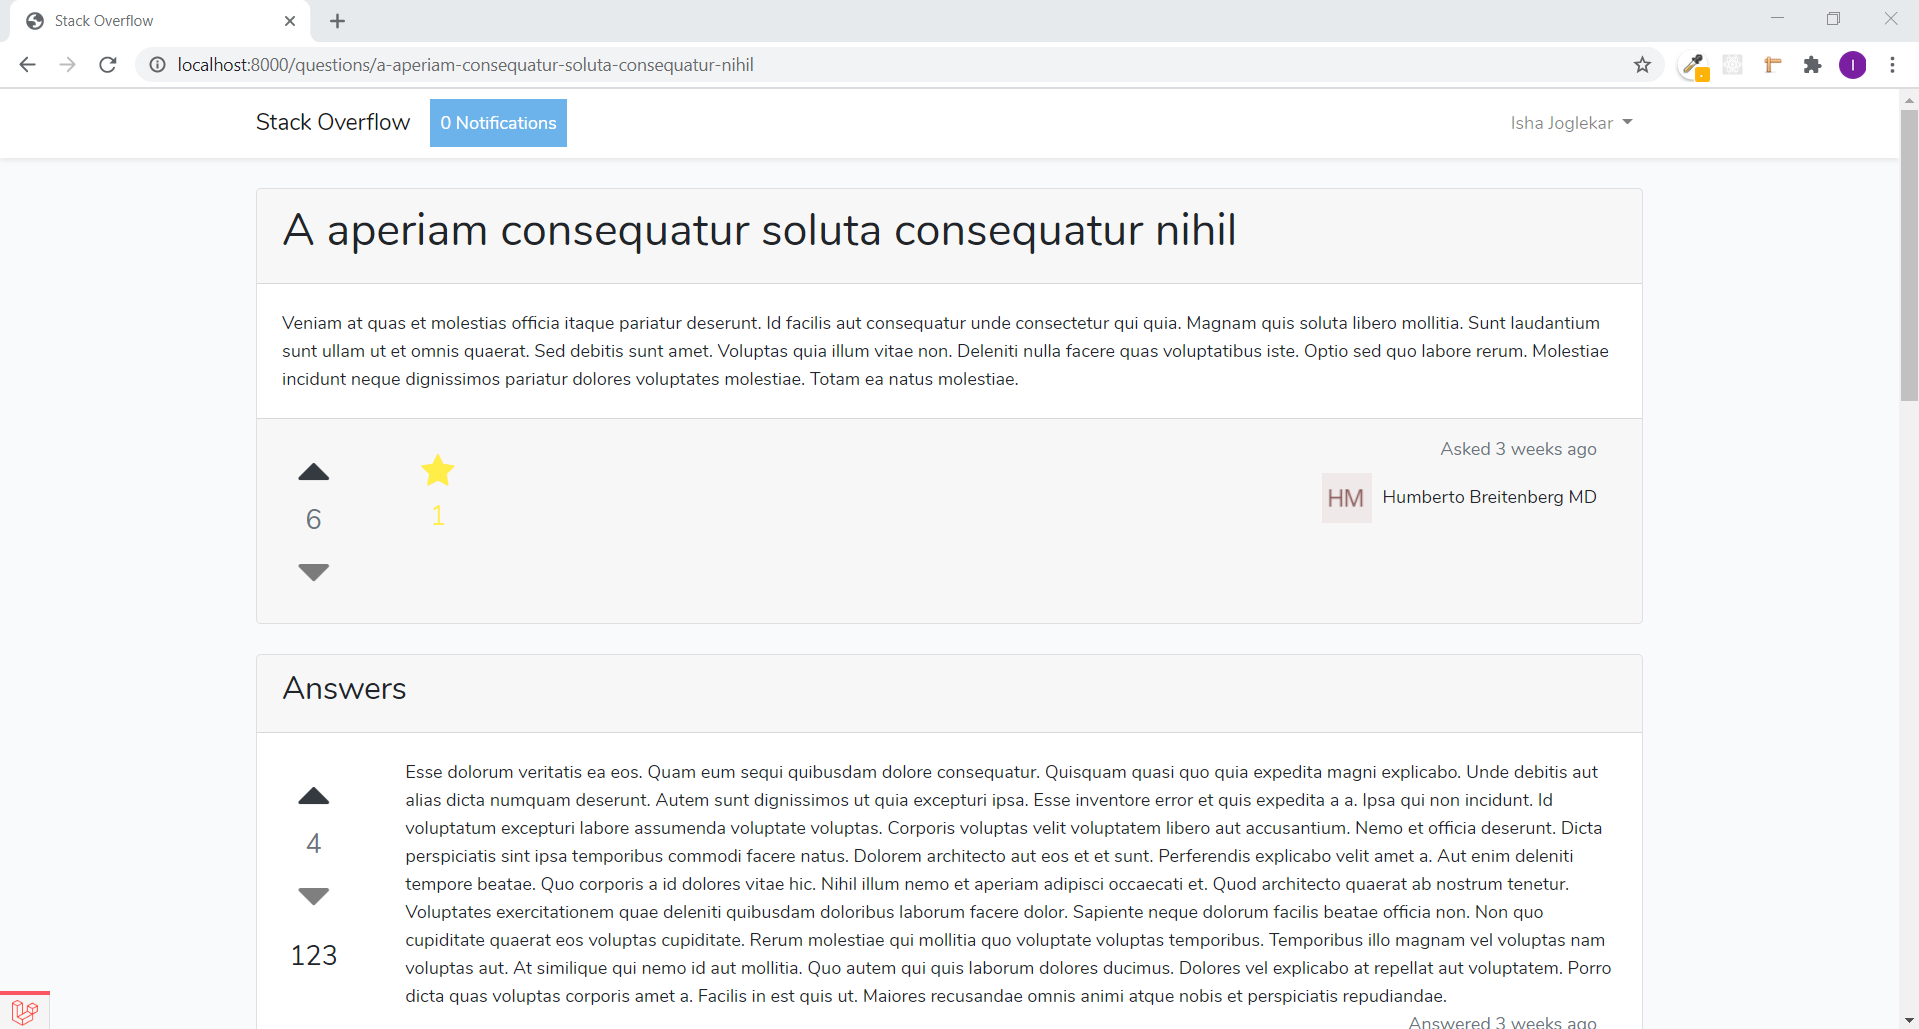 Stack Overflow
localhost:8000/questions/a-aperiam-consequatur-soluta-consequatur-nihil
I
Stack Overflow
0 Notifications
Isha Joglekar
A aperiam consequatur soluta consequatur nihil
Veniam at quas et molestias officia itaque pariatur deserunt. Id facilis aut consequatur unde consectetur qui quia. Magnam quis soluta libero mollitia. Sunt laudantium
sunt ullam ut et omnis quaerat. Sed debitis sunt amet. Voluptas quia illum vitae non. Deleniti nulla facere quas voluptatibus iste. Optio sed quo labore rerum. Molestiae
incidunt neque dignissimos pariatur dolores voluptates molestiae. Totam ea natus molestiae.
6
1
Asked 3 weeks ago
HM
Humberto Breitenberg MD
Answers
4
123
Esse dolorum veritatis ea eos. Quam eum sequi quibusdam dolore consequatur. Quisquam quasi quo quia expedita magni explicabo. Unde debitis aut
alias dicta numquam deserunt. Autem sunt dignissimos ut quia excepturi ipsa. Esse inventore error et quis expedita a a. Ipsa qui non incidunt. Id
voluptatum excepturi labore assumenda voluptate voluptas. Corporis voluptas velit voluptatem libero aut accusantium. Nemo et officia deserunt. Dicta
perspiciatis sint ipsa temporibus commodi facere natus. Dolorem architecto aut eos et et sunt. Perferendis explicabo velit amet a. Aut enim deleniti
tempore beatae. Quo corporis a id dolores vitae hic. Nihil illum nemo et aperiam adipisci occaecati et. Quod architecto quaerat ab nostrum tenetur.
Voluptates exercitationem quae deleniti quibusdam doloribus laborum facere dolor. Sapiente neque dolorum facilis beatae officia non. Non quo
cupiditate quaerat eos voluptas cupiditate. Rerum molestiae qui mollitia quo voluptate voluptas temporibus. Temporibus illo magnam vel voluptas nam
voluptas aut. At similique qui nemo id aut mollitia. Quo autem qui quis laborum dolores ducimus. Dolores vel explicabo at repellat aut voluptatem. Porro
dicta quas voluptas corporis amet a. Facilis in est quis ut. Maiores recusandae omnis animi atque nobis et perspiciatis repudiandae.
Answered 3 weeks ago